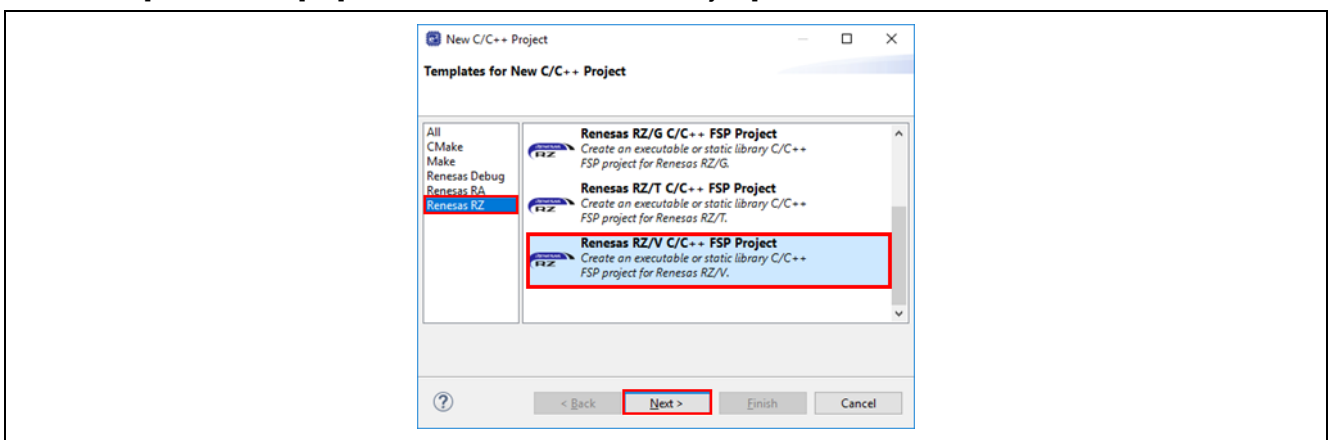 New C/C++ Project
Templates for New C/C++ Project
All
CMake
Make
Renesas Debug
Renesas RA
Renesas RZ
Renesas RZ/G C/C++ FSP Project
Create an executable or static library C/C++
FSP project for Renesas RZ/G.
Renesas RZ/T C/C++ FSP Project
Create an executable or static library C/C++
FSP project for Renesas RZ/T.
Renesas RZ/V C/C++ FSP Project
Create an executable or static library C/C++
FSP project for Renesas RZ/V.
RZ
RZ
RZ
< Back
Next >
Finish
Cancel